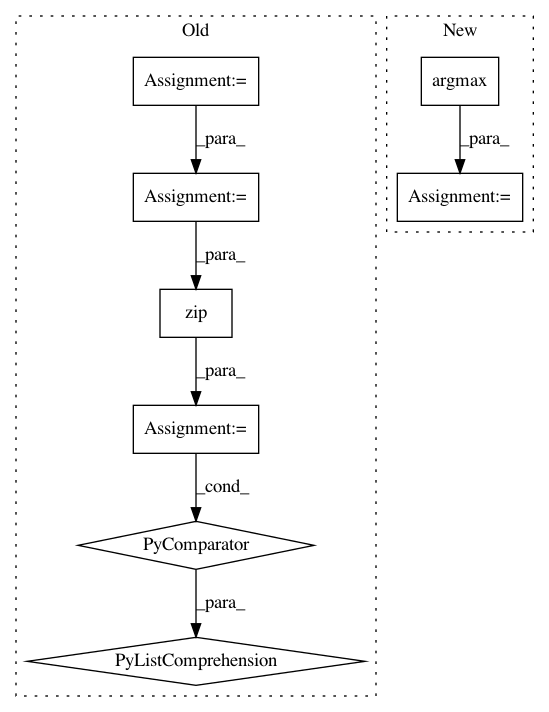 Old
Assignment:=
_para_
Assignment:=
_para_
zip
_para_
Assignment:=
_cond_
PyComparator
_para_
PyListComprehension
New
argmax
_para_
Assignment:=